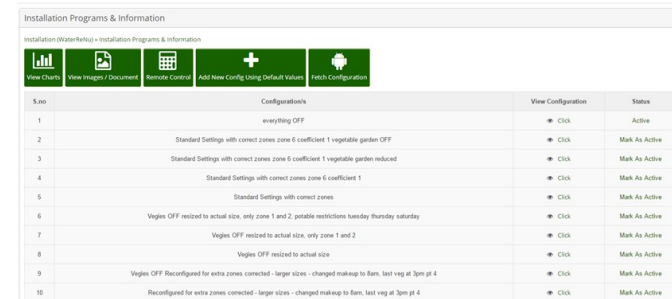 Installation Programs & Information
Installation (WaterReNu) » Installation Programs & Information
View Charts View Images / Document Remote Control Add New Config Using Default Values Fetch Configuration
S.no Configuration/s View Configuration Status
1 everything OFF Click Active
2 Standard Settings with correct zones zone 6 coefficient 1 vegetable garden OFF Click Mark As Active
3 Standard Settings with correct zones zone 6 coefficient 1 vegetable garden reduced Click Mark As Active
4 Standard Settings with correct zones zone 6 coefficient 1 Click Mark As Active
5 Standard Settings with correct zones Click Mark As Active
6 Vegies OFF resized to actual size, only zone 1 and 2, potable restrictions tuesday thursday saturday Click Mark As Active
7 Vegies OFF resized to actual size, only zone 1 and 2 Click Mark As Active
8 Vegies OFF resized to actual size Click Mark As Active
9 Vegies OFF Reconfigured for extra zones corrected - larger sizes - changed makeup to 8am, last veg at 3pm pt 4 Click Mark As Active
10 Reconfigured for extra zones corrected - larger sizes - changed makeup to 8am, last veg at 3pm pt 4 Click Mark As Active